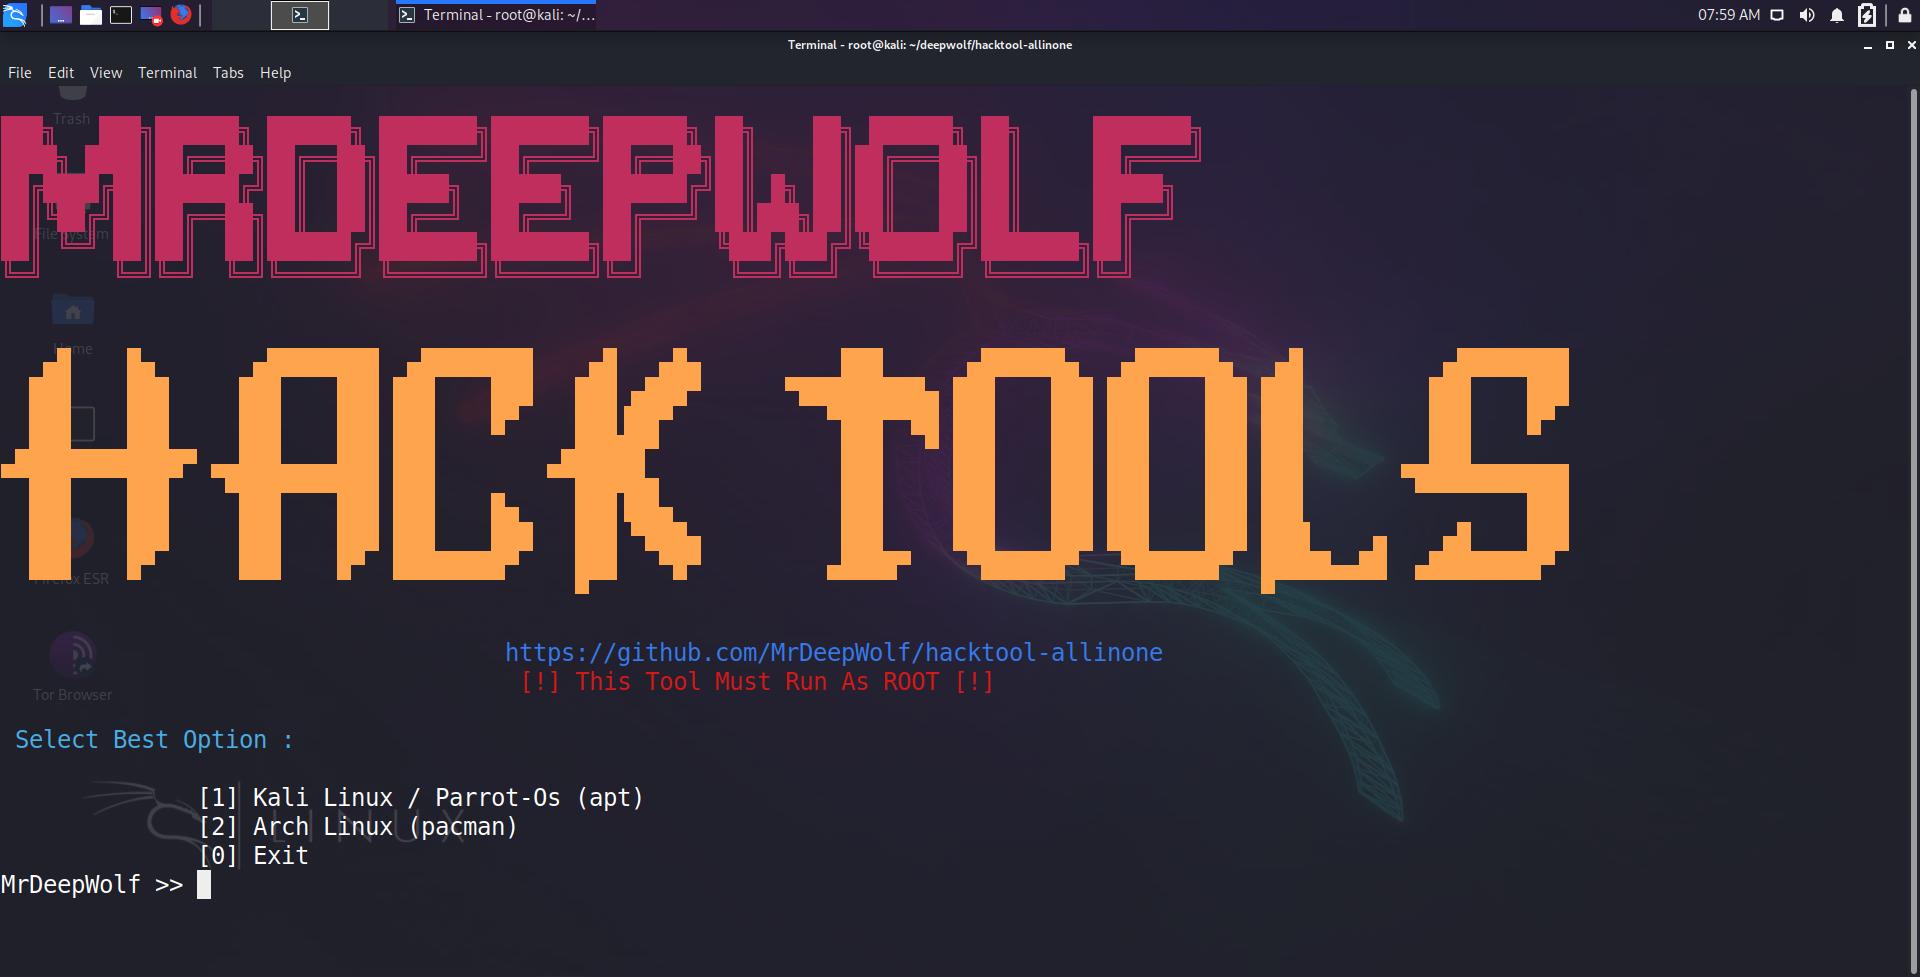 Terminal - root@kali: ~/...
07:59 AM
Terminal - root@kali: ~/deepwolf/hacktool-allinone
File Edit View Terminal Tabs Help
Trash
MRDEEPWOLF
File System
Home
HACK TOOLS
Firefox ESR
https://github.com/MrDeepWolf/hacktool-allinone
[!] This Tool Must Run As ROOT [!]
Tor Browser
Select Best Option :
[1] Kali Linux / Parrot-Os (apt)
[2] Arch Linux (pacman)
LINUX
[0] Exit
MrDeepWolf >>